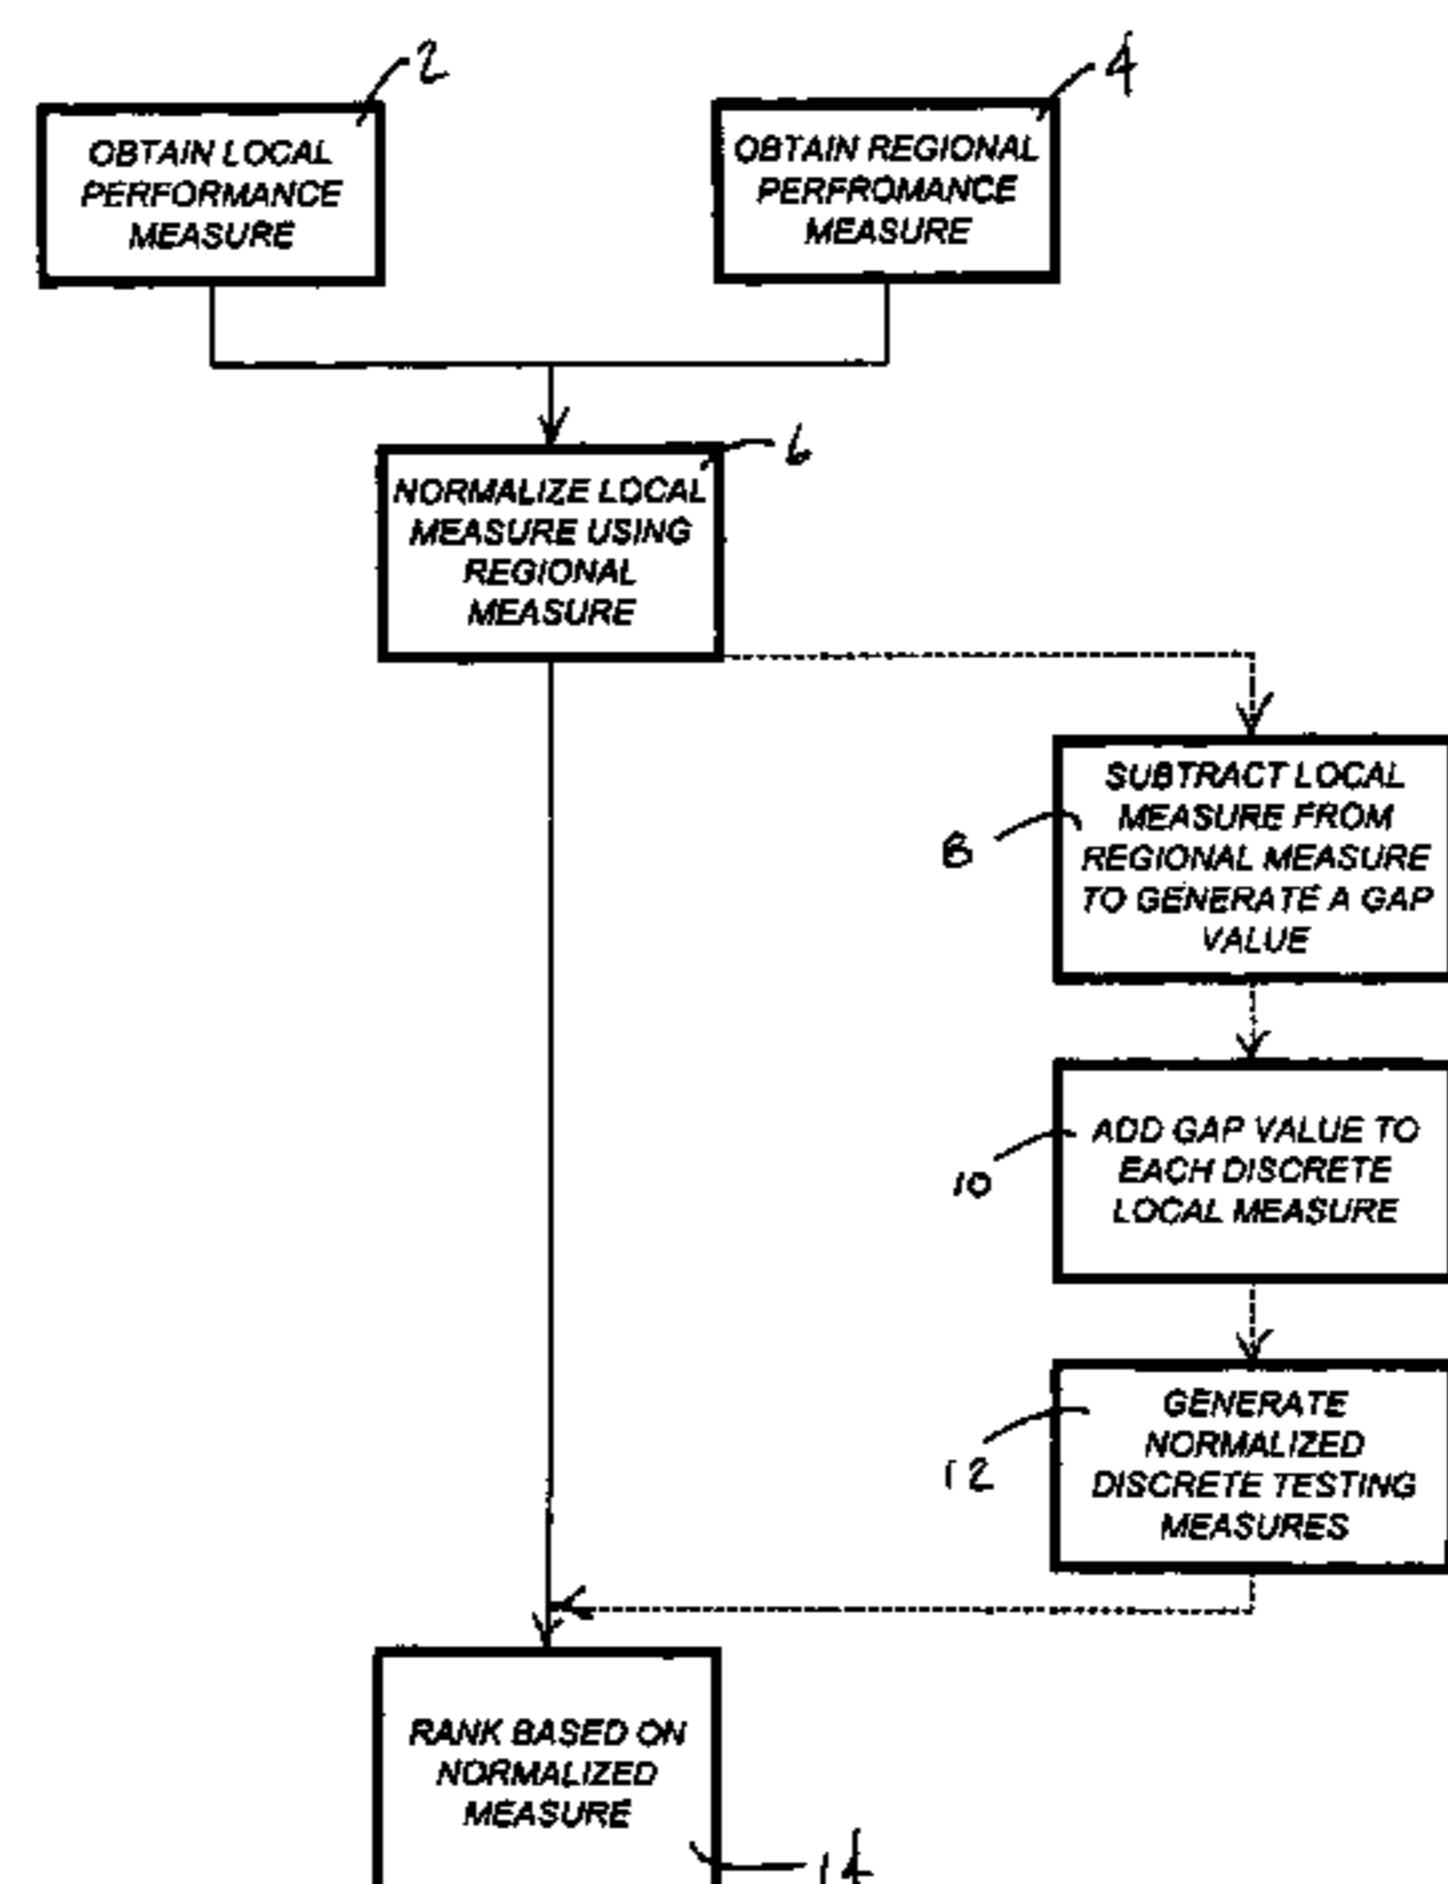 2
OBTAIN LOCAL
PERFORMANCE
MEASURE
4
OBTAIN REGIONAL
PERFROMANCE
MEASURE
6
NORMALIZE LOCAL
MEASURE USING
REGIONAL
MEASURE
8
SUBTRACT LOCAL
MEASURE FROM
REGIONAL MEASURE
TO GENERATE A GAP
VALUE
10
ADD GAP VALUE TO
EACH DISCRETE
LOCAL MEASURE
12
GENERATE
NORMALIZED
DISCRETE TESTING
MEASURES
RANK BASED ON
NORMALIZED
MEASURE
14